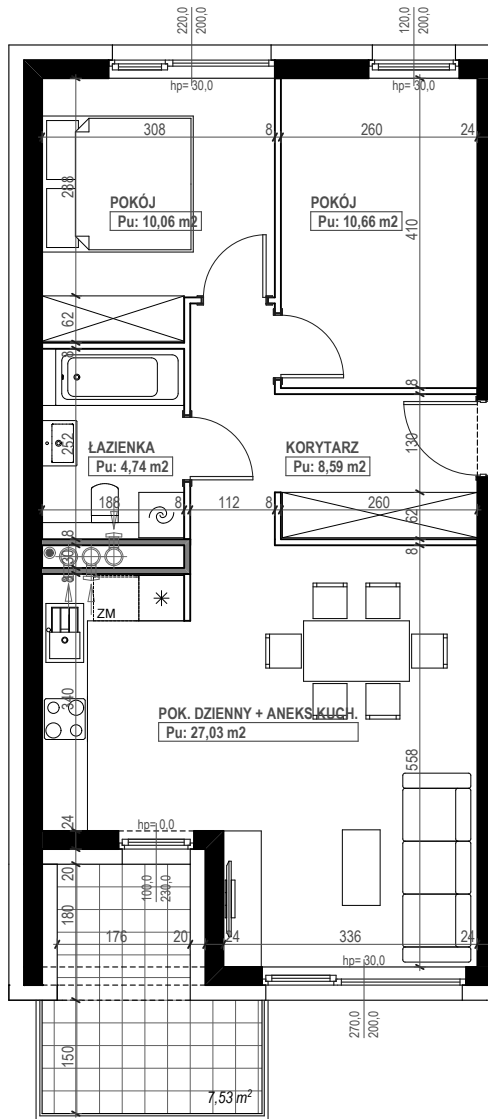 220,0
200,0
120,0
200,0
hp= 30,0
hp= 30,0
308
8
260
24
288
POKÓJ
Pu: 10,06 m2
POKÓJ
Pu: 10,66 m2
410
62
8
8
252
ŁAZIENKA
Pu: 4,74 m2
KORYTARZ
Pu: 8,59 m2
130
188
8
112
8
260
62
8
30
8
8
ZM
340
POK. DZIENNY + ANEKS KUCH.
Pu: 27,03 m2
558
24
hp= 0,0
20
100,0
230,0
180
176
20
24
336
24
hp= 30,0
270,0
200,0
150
7,53 m²